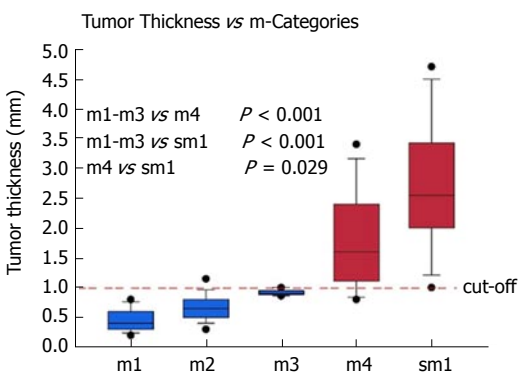 Tumor Thickness vs m-Categories
Tumor thickness (mm)
5.0
4.5
4.0
3.5
3.0
2.5
2.0
1.5
1.0
0.5
0.0
m1-m3 vs m4 P < 0.001
m1-m3 vs sm1 P < 0.001
m4 vs sm1 P = 0.029
cut-off
m1 m2 m3 m4 sm1